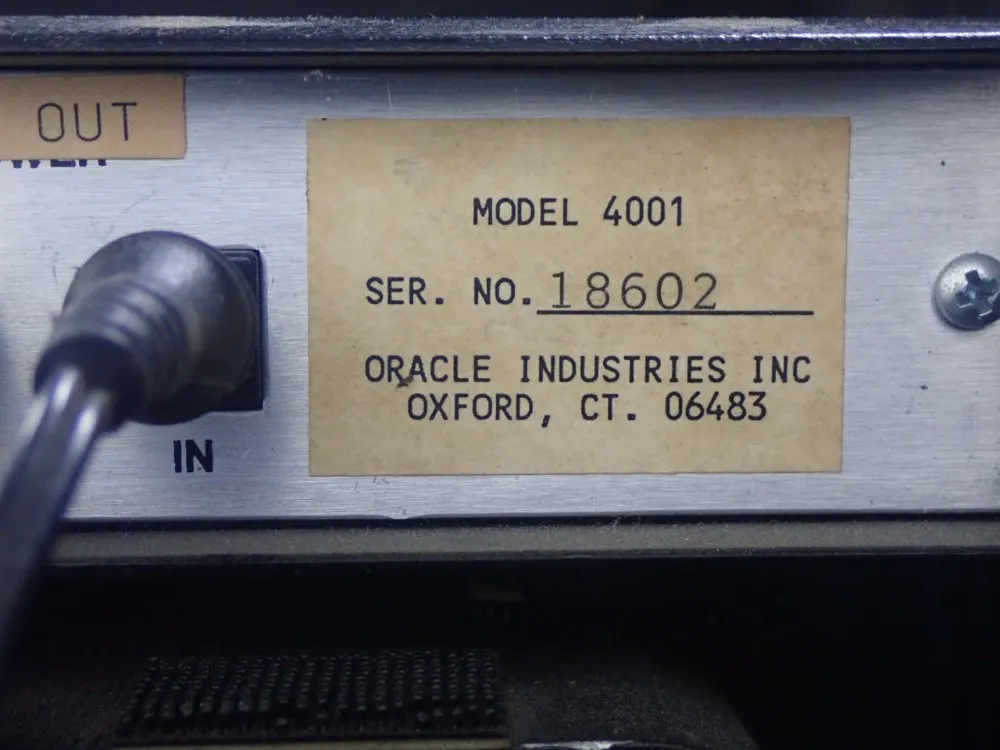 OUT
MODEL 4001
SER. NO. 18602
ORACLE INDUSTRIES INC
OXFORD, CT. 06483
IN